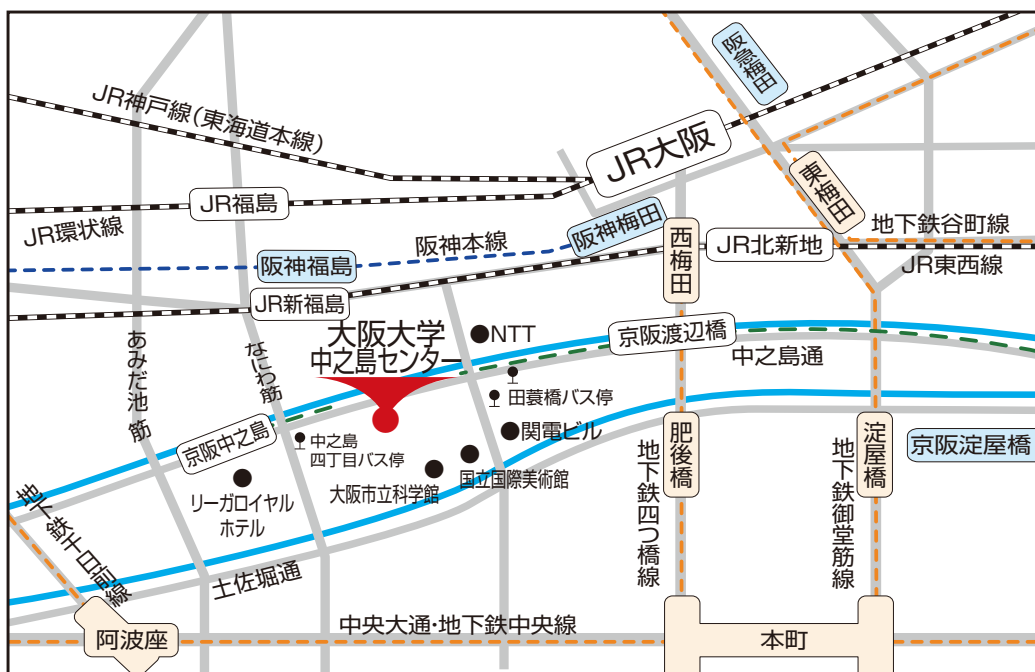 阪急梅田
JR神戸線(東海道本線)
JR大阪
東梅田
JR福島
地下鉄谷町線
JR環状線
阪神梅田
西梅田
JR北新地
阪神本線
阪神福島
JR東西線
JR新福島
大阪大学
中之島センター
NTT
京阪渡辺橋
中之島通
あみだ池筋
なにわ筋
田蓑橋バス停
京阪中之島
中之島
四丁目バス停
関電ビル
肥後橋
淀屋橋
京阪淀屋橋
リーガロイヤル
ホテル
大阪市立科学館
国立国際美術館
地下鉄四つ橋線
地下鉄御堂筋線
地下鉄千日前線
土佐堀通
阿波座
中央大通・地下鉄中央線
本町